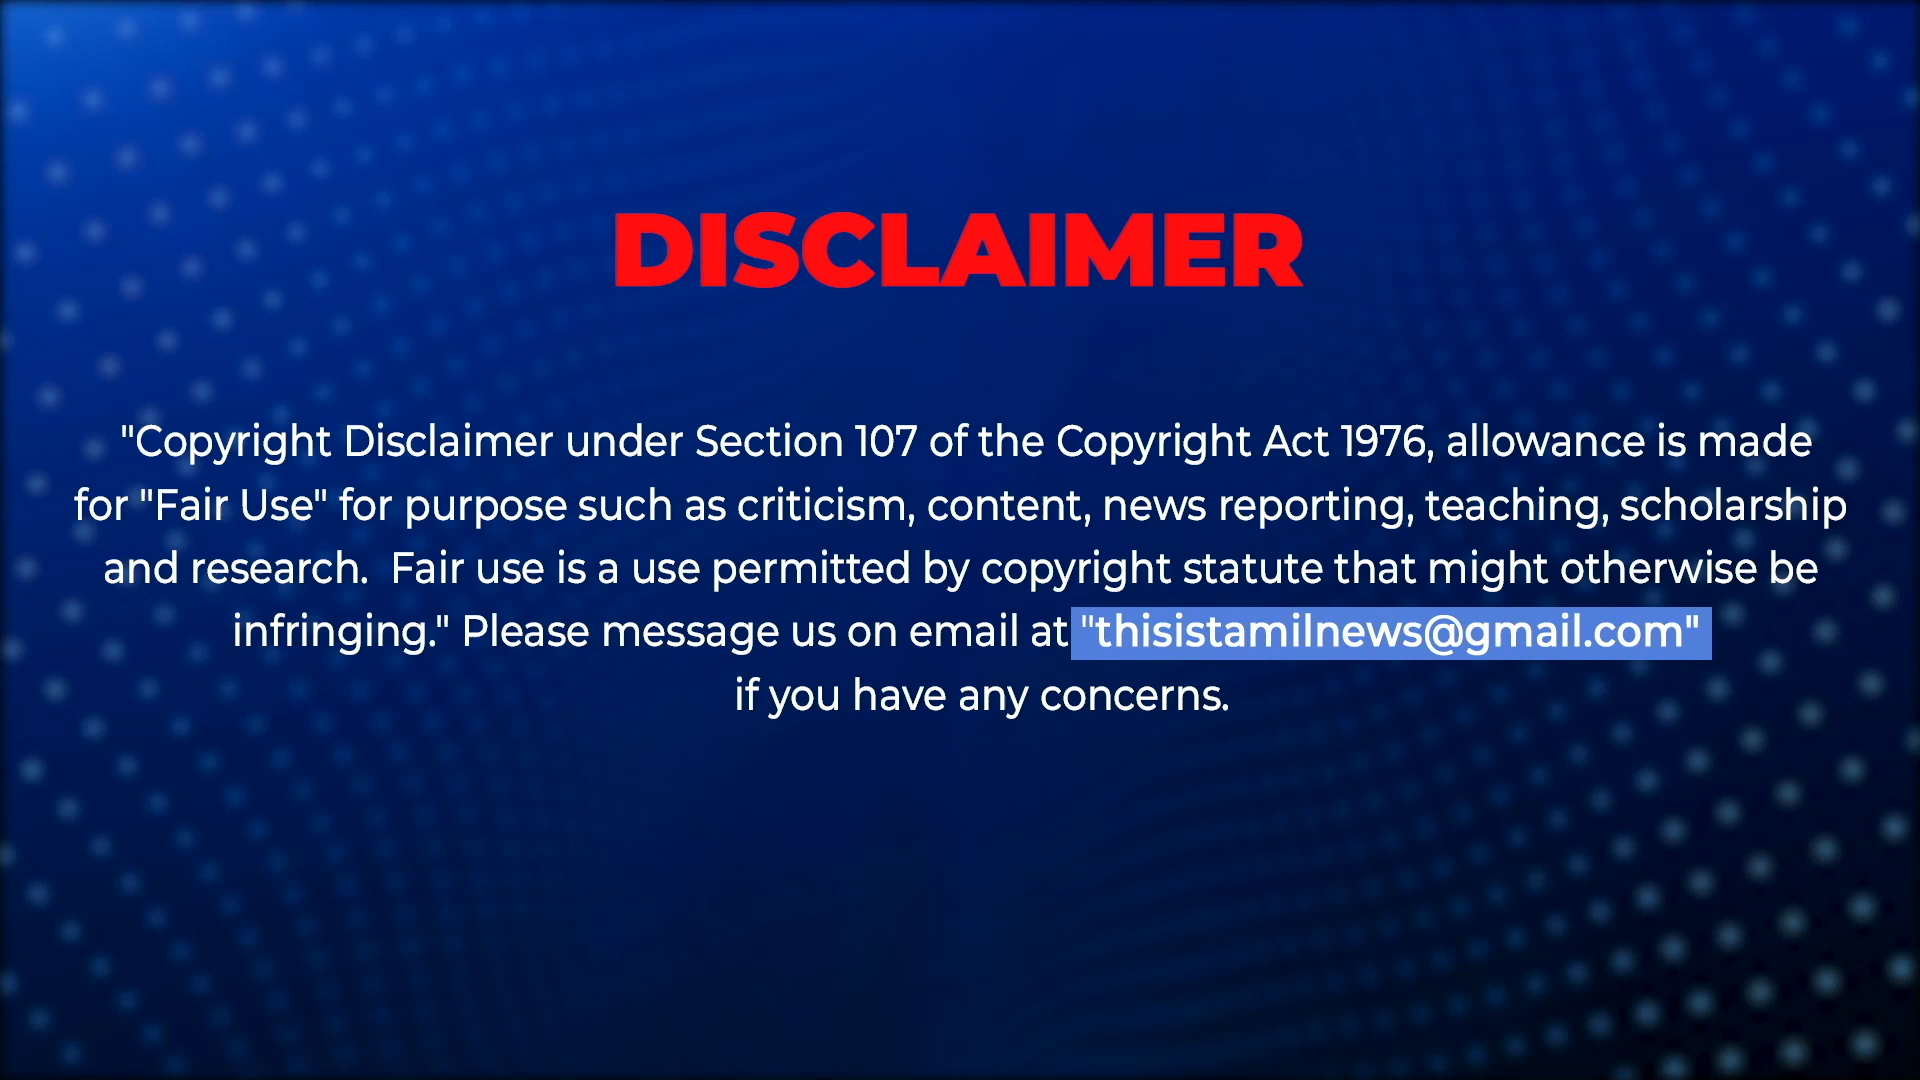 DISCLAIMER
"Copyright Disclaimer under Section 107 of the Copyright Act 1976, allowance is made
for "Fair Use" for purpose such as criticism, content, news reporting, teaching, scholarship
and research.  Fair use is a use permitted by copyright statute that might otherwise be
infringing." Please message us on email at "thisistamilnews@gmail.com"
if you have any concerns.